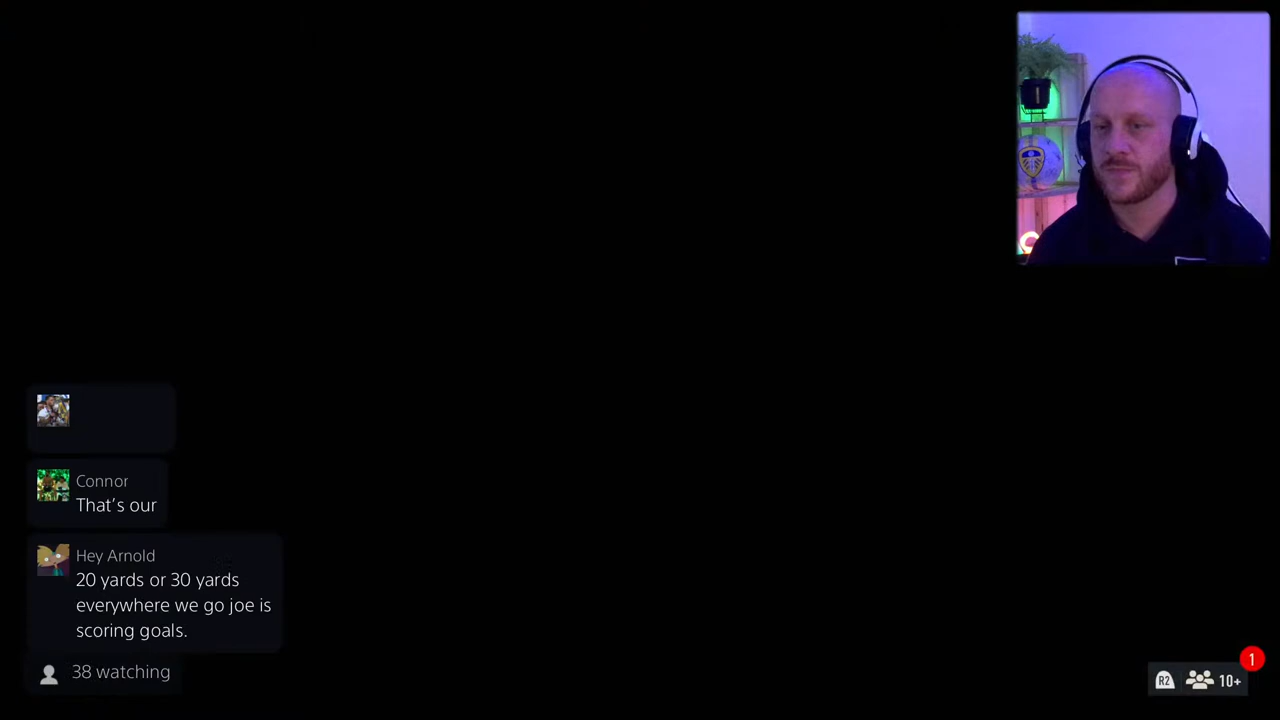 Connor
That's our
Hey Arnold
20 yards or 30 yards
everywhere we go joe is
scoring goals.
38 watching
1
R2
10+